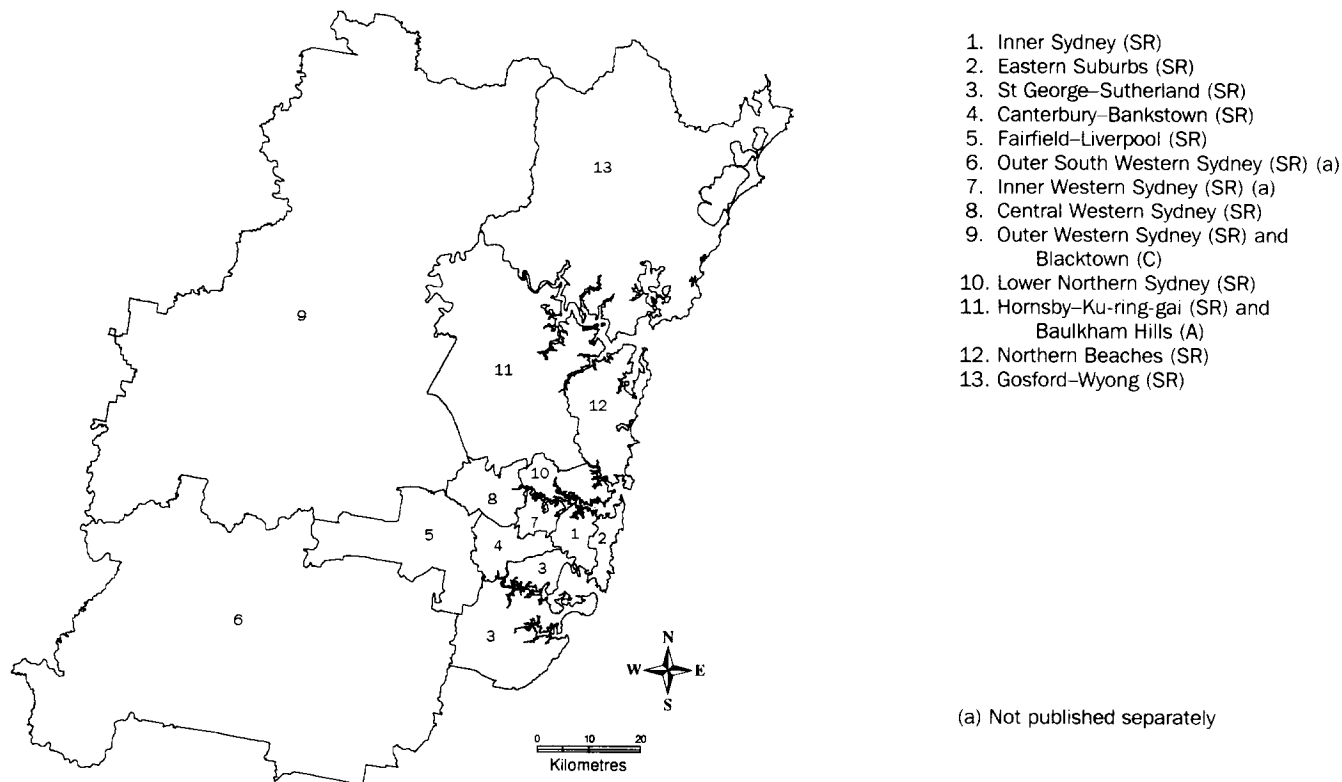 13
9
11
12
10
8
7
5
4
1
2
3
6
3
N
W E
S
0 10 20
Kilometres
1. Inner Sydney (SR)
2. Eastern Suburbs (SR)
3. St George–Sutherland (SR)
4. Canterbury–Bankstown (SR)
5. Fairfield–Liverpool (SR)
6. Outer South Western Sydney (SR) (a)
7. Inner Western Sydney (SR) (a)
8. Central Western Sydney (SR)
9. Outer Western Sydney (SR) and
Blacktown (C)
10. Lower Northern Sydney (SR)
11. Hornsby–Ku-ring-gai (SR) and
Baulkham Hills (A)
12. Northern Beaches (SR)
13. Gosford–Wyong (SR)
(a) Not published separately